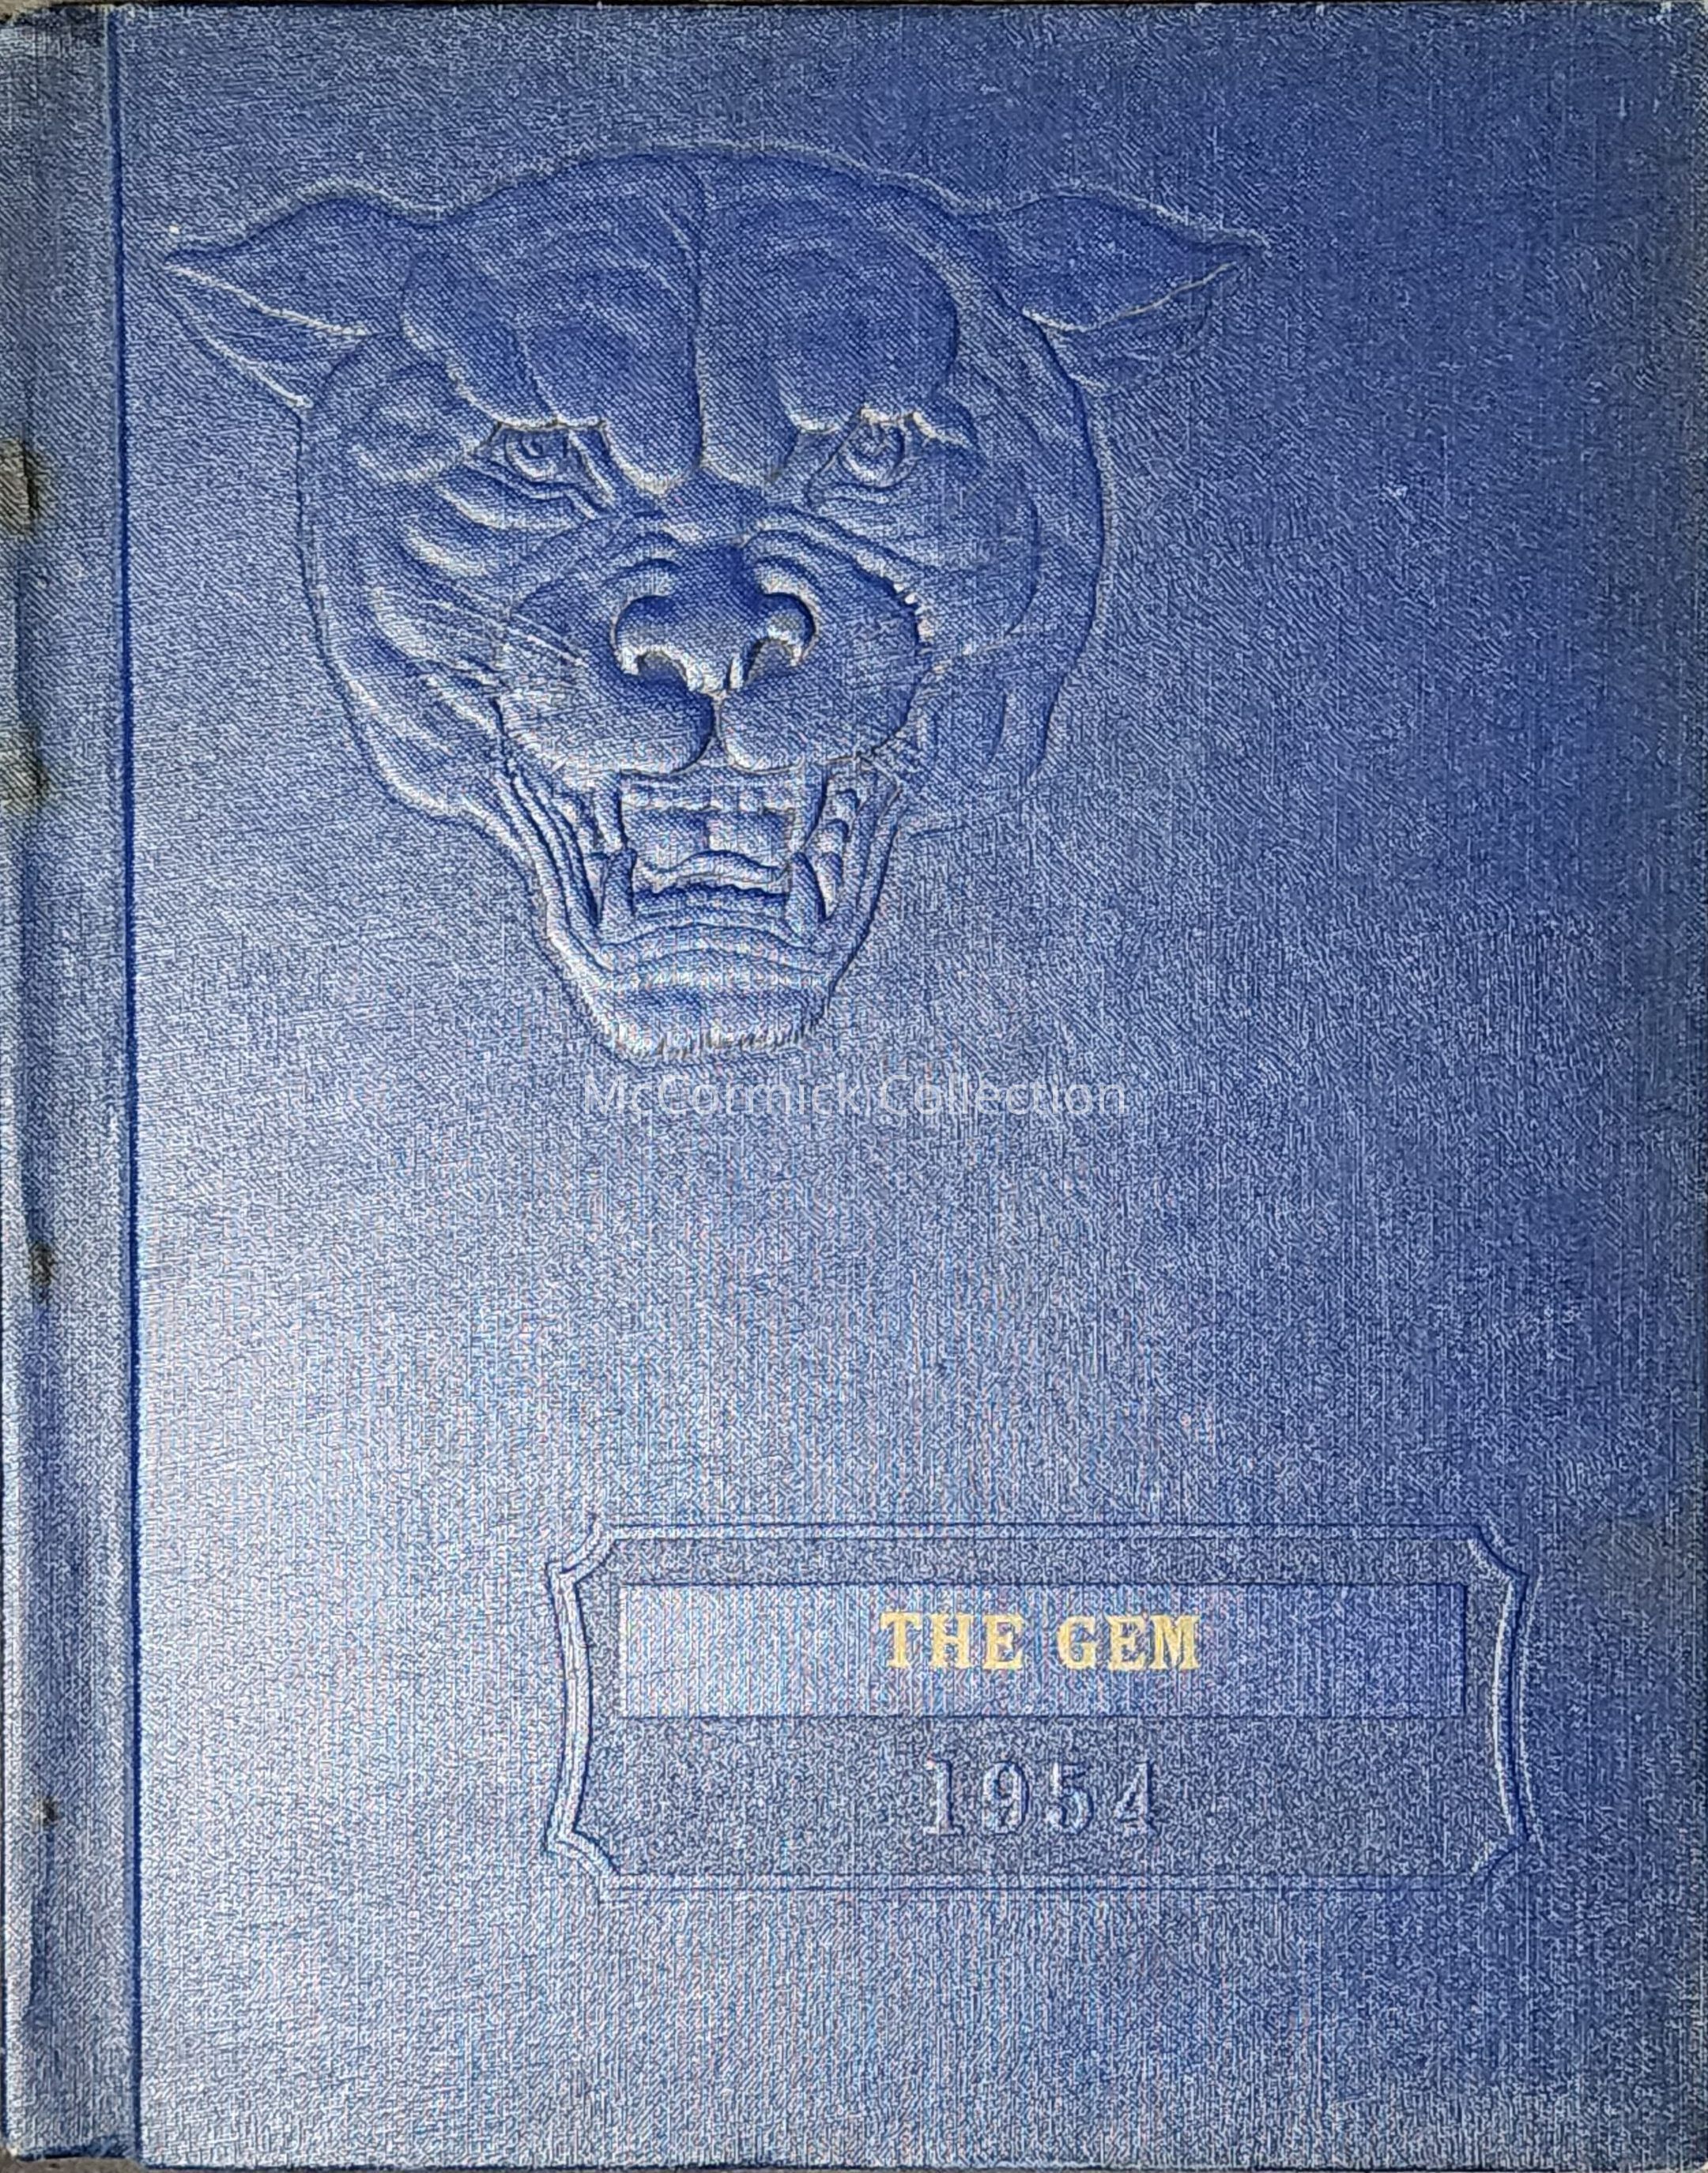 McCormick Collection
THE GEM
1954